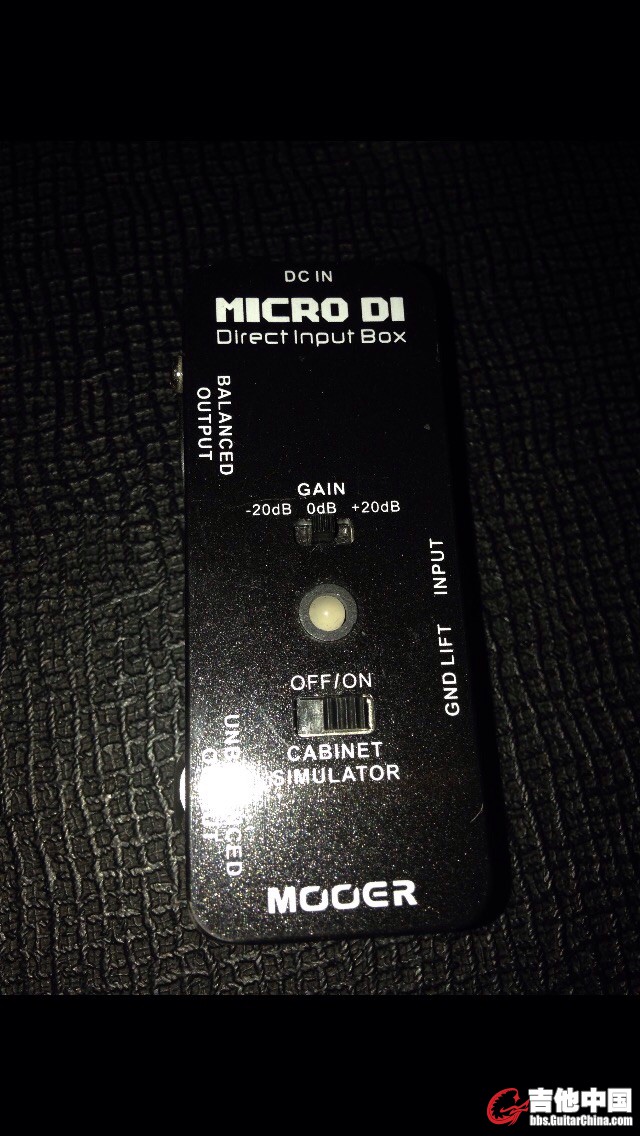 DC IN
MICRO DI
Direct Input Box
BALANCED
OUTPUT
GAIN
-20dB 0dB +20dB
INPUT
GND LIFT
OFF/ON
CABINET
SIMULATOR
MOOER
吉他中国
bbs.GuitarChina.com